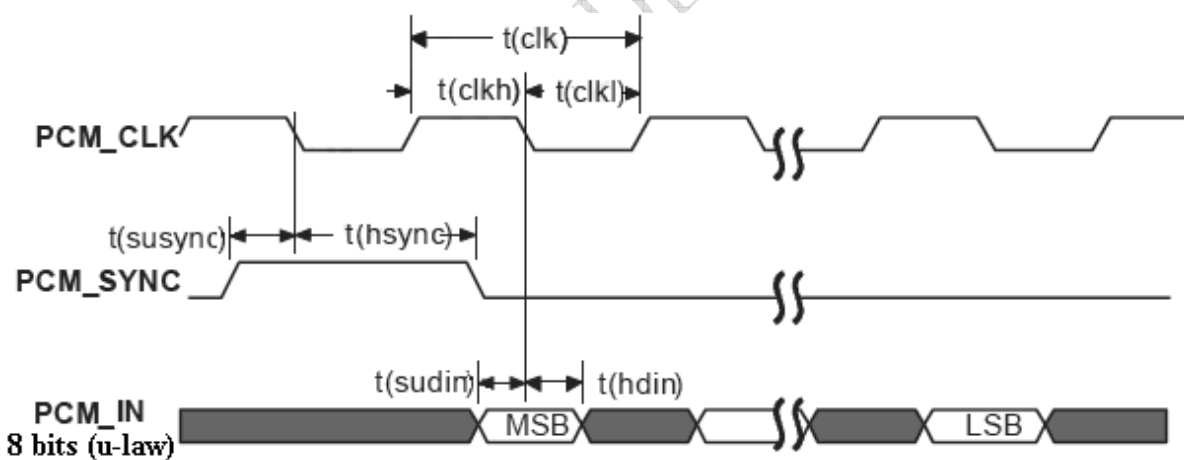 t(clk)
t(clkh) t(clkl)
PCM_CLK
t(susync) t(hsync)
PCM_SYNC
t(sudin) t(hdin)
PCM_IN MSB LSB
8 bits (u-law)